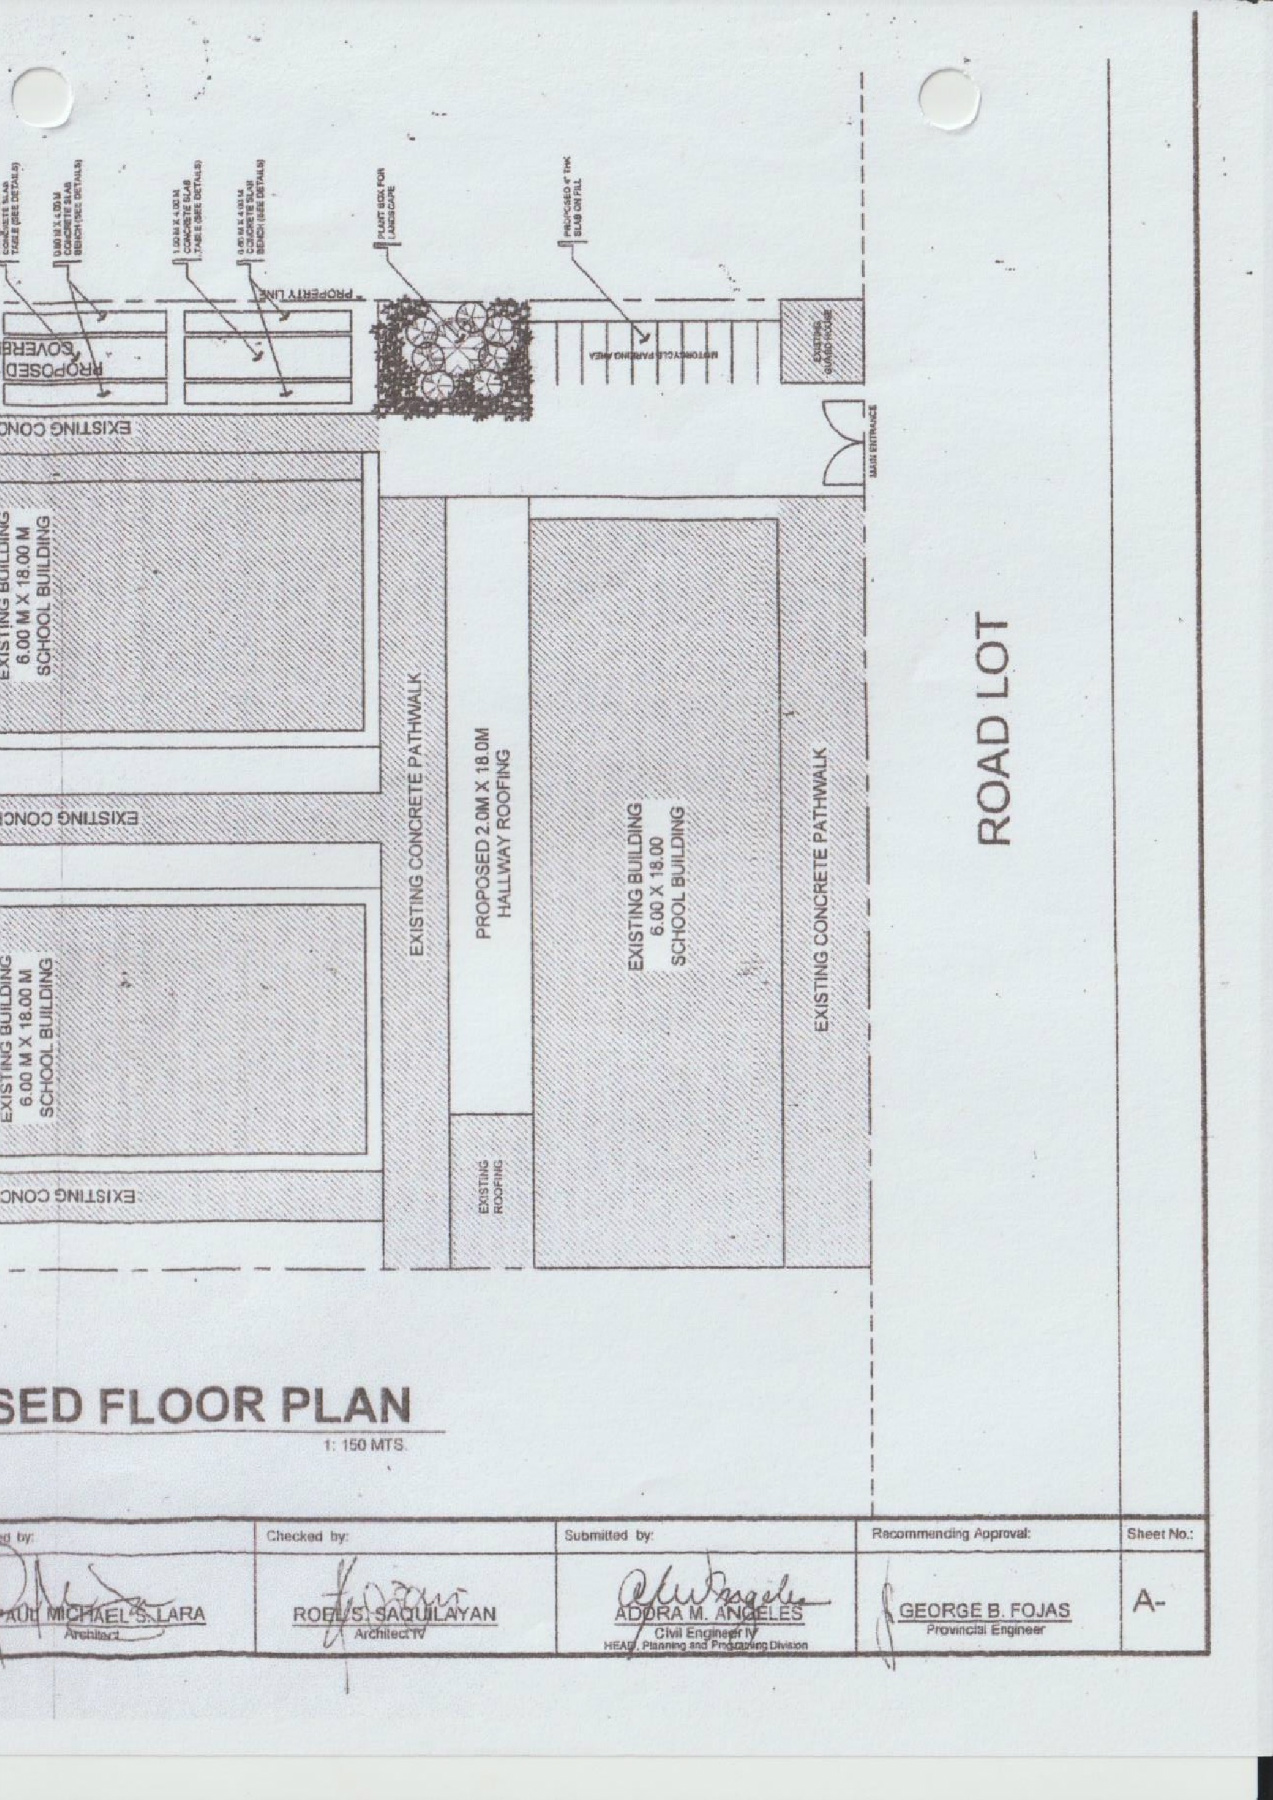 CONCRETE SLAB
TABLE (SEE DETAILS)
0.60 M X 4.00 M
CONCRETE SLAB
BENCH (SEE DETAILS)
1.00 M X 4.00 M
CONCRETE SLAB
TABLE (SEE DETAILS)
CONCRETE SLAB
BENCH (SEE DETAILS)
PLANT BOX FOR
LANDSCAPE
PROPOSED 4" THK
SLAB ON FILL
PROPERTY LINE
PROPOSED
COVERE
MOTORCYCLE PARKING AREA
EXISTING
GUARD HOUSE
MAIN ENTRANCE
EXISTING CONC
EXISTING BUILDING
6.00 M X 18.00 M
SCHOOL BUILDING
EXISTING CONCRETE PATHWALK
PROPOSED 2.0M X 18.0M
HALLWAY ROOFING
EXISTING BUILDING
6.00 X 18.00
SCHOOL BUILDING
EXISTING CONCRETE PATHWALK
ROAD LOT
EXISTING CONC
EXISTING BUILDING
6.00 M X 18.00 M
SCHOOL BUILDING
EXISTING
ROOFING
EXISTING CONC
SED FLOOR PLAN
1: 150 MTS.
ed by:
Checked by:
Submitted by:
Recommending Approval:
Sheet No.:
PAUL MICHAEL S. LARA
Architect
ROEL S. SAQUILAYAN
Architect IV
ADORA M. ANGELES
Civil Engineer IV
HEAD, Planning and Programing Division
GEORGE B. FOJAS
Provincial Engineer
A-